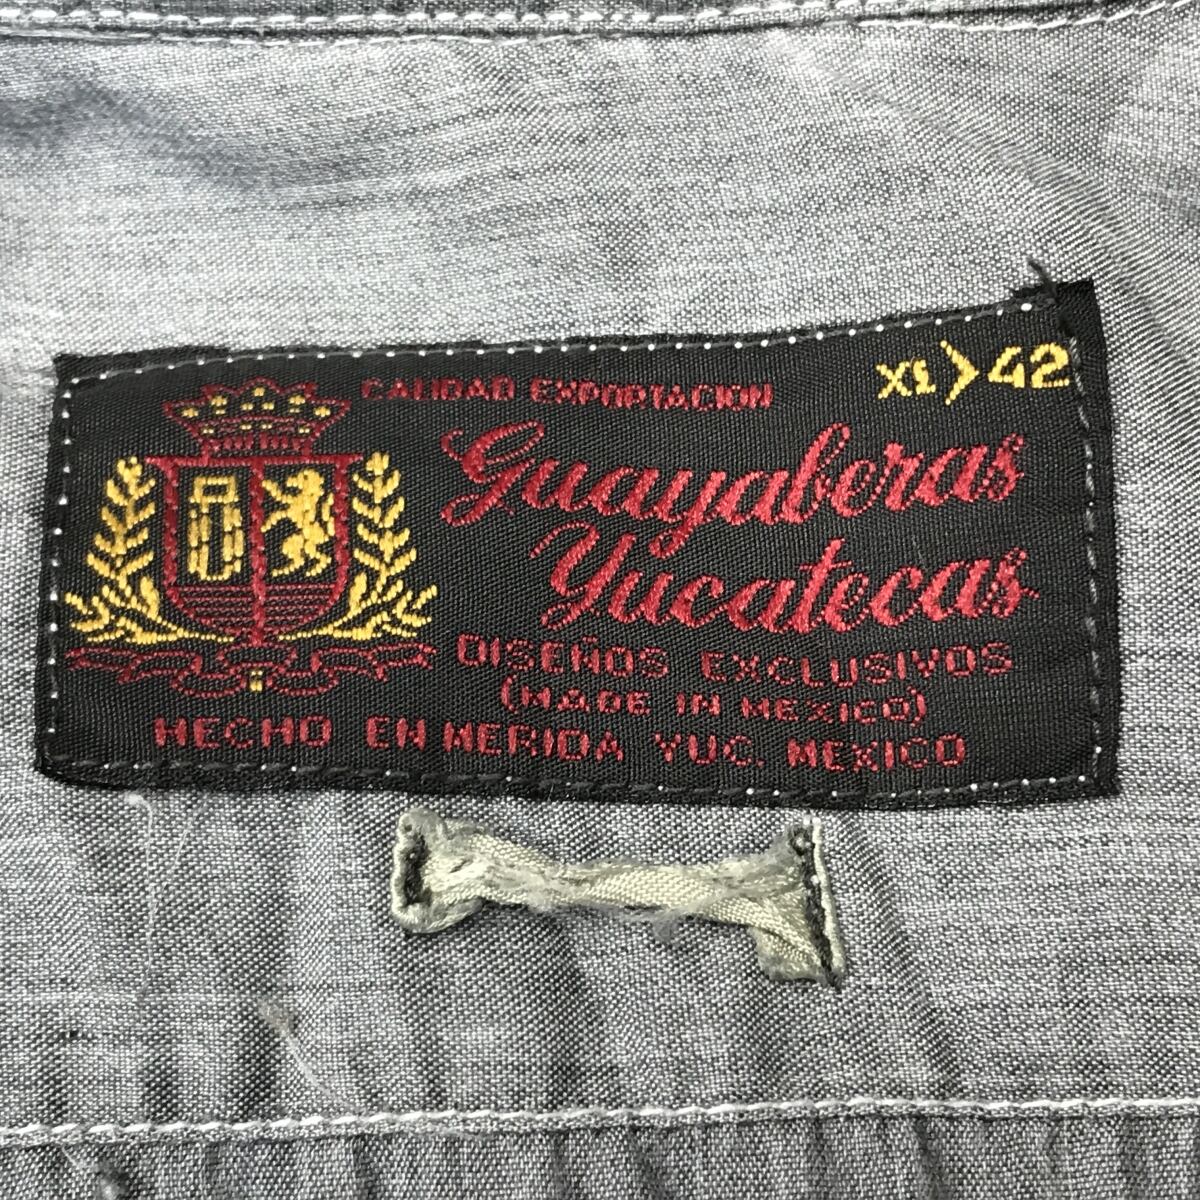 CALIDAD EXPORTACION
XL>42
Guayaberas
Yucatecas
DISEÑOS EXCLUSIVOS
(MADE IN MEXICO)
HECHO EN MERIDA YUC. MEXICO